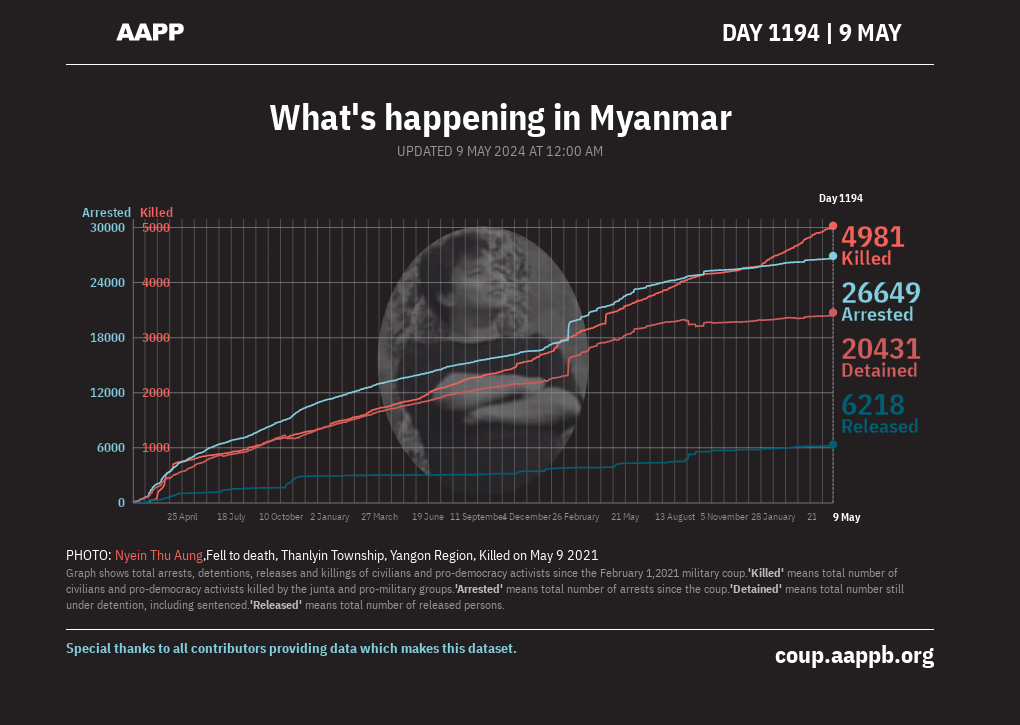 AAPP
DAY 1194 | 9 MAY
What's happening in Myanmar
UPDATED 9 MAY 2024 AT 12:00 AM
Day 1194
Arrested Killed
30000 5000
24000 4000
18000 3000
12000 2000
6000 1000
0
4981
Killed
26649
Arrested
20431
Detained
6218
Released
25 April 18 July 10 October 2 January 27 March 19 June 11 September 4 December 26 February 21 May 13 August 5 November 28 January 21 9 May
PHOTO: Nyein Thu Aung,Fell to death, Thanlyin Township, Yangon Region, Killed on May 9 2021
Graph shows total arrests, detentions, releases and killings of civilians and pro-democracy activists since the February 1,2021 military coup.'Killed' means total number of
civilians and pro-democracy activists killed by the junta and pro-military groups.'Arrested' means total number of arrests since the coup.'Detained' means total number still
under detention, including sentenced.'Released' means total number of released persons.
Special thanks to all contributors providing data which makes this dataset.
coup.aappb.org